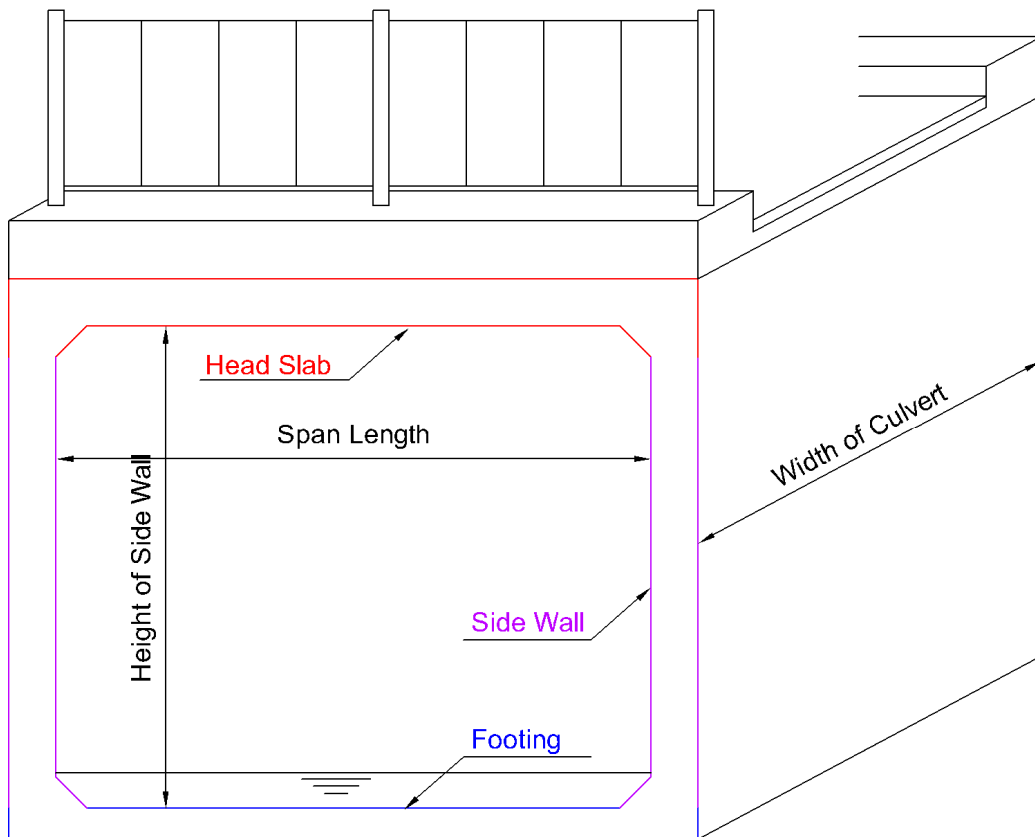 Head Slab
Span Length
Height of Side Wall
Width of Culvert
Side Wall
Footing